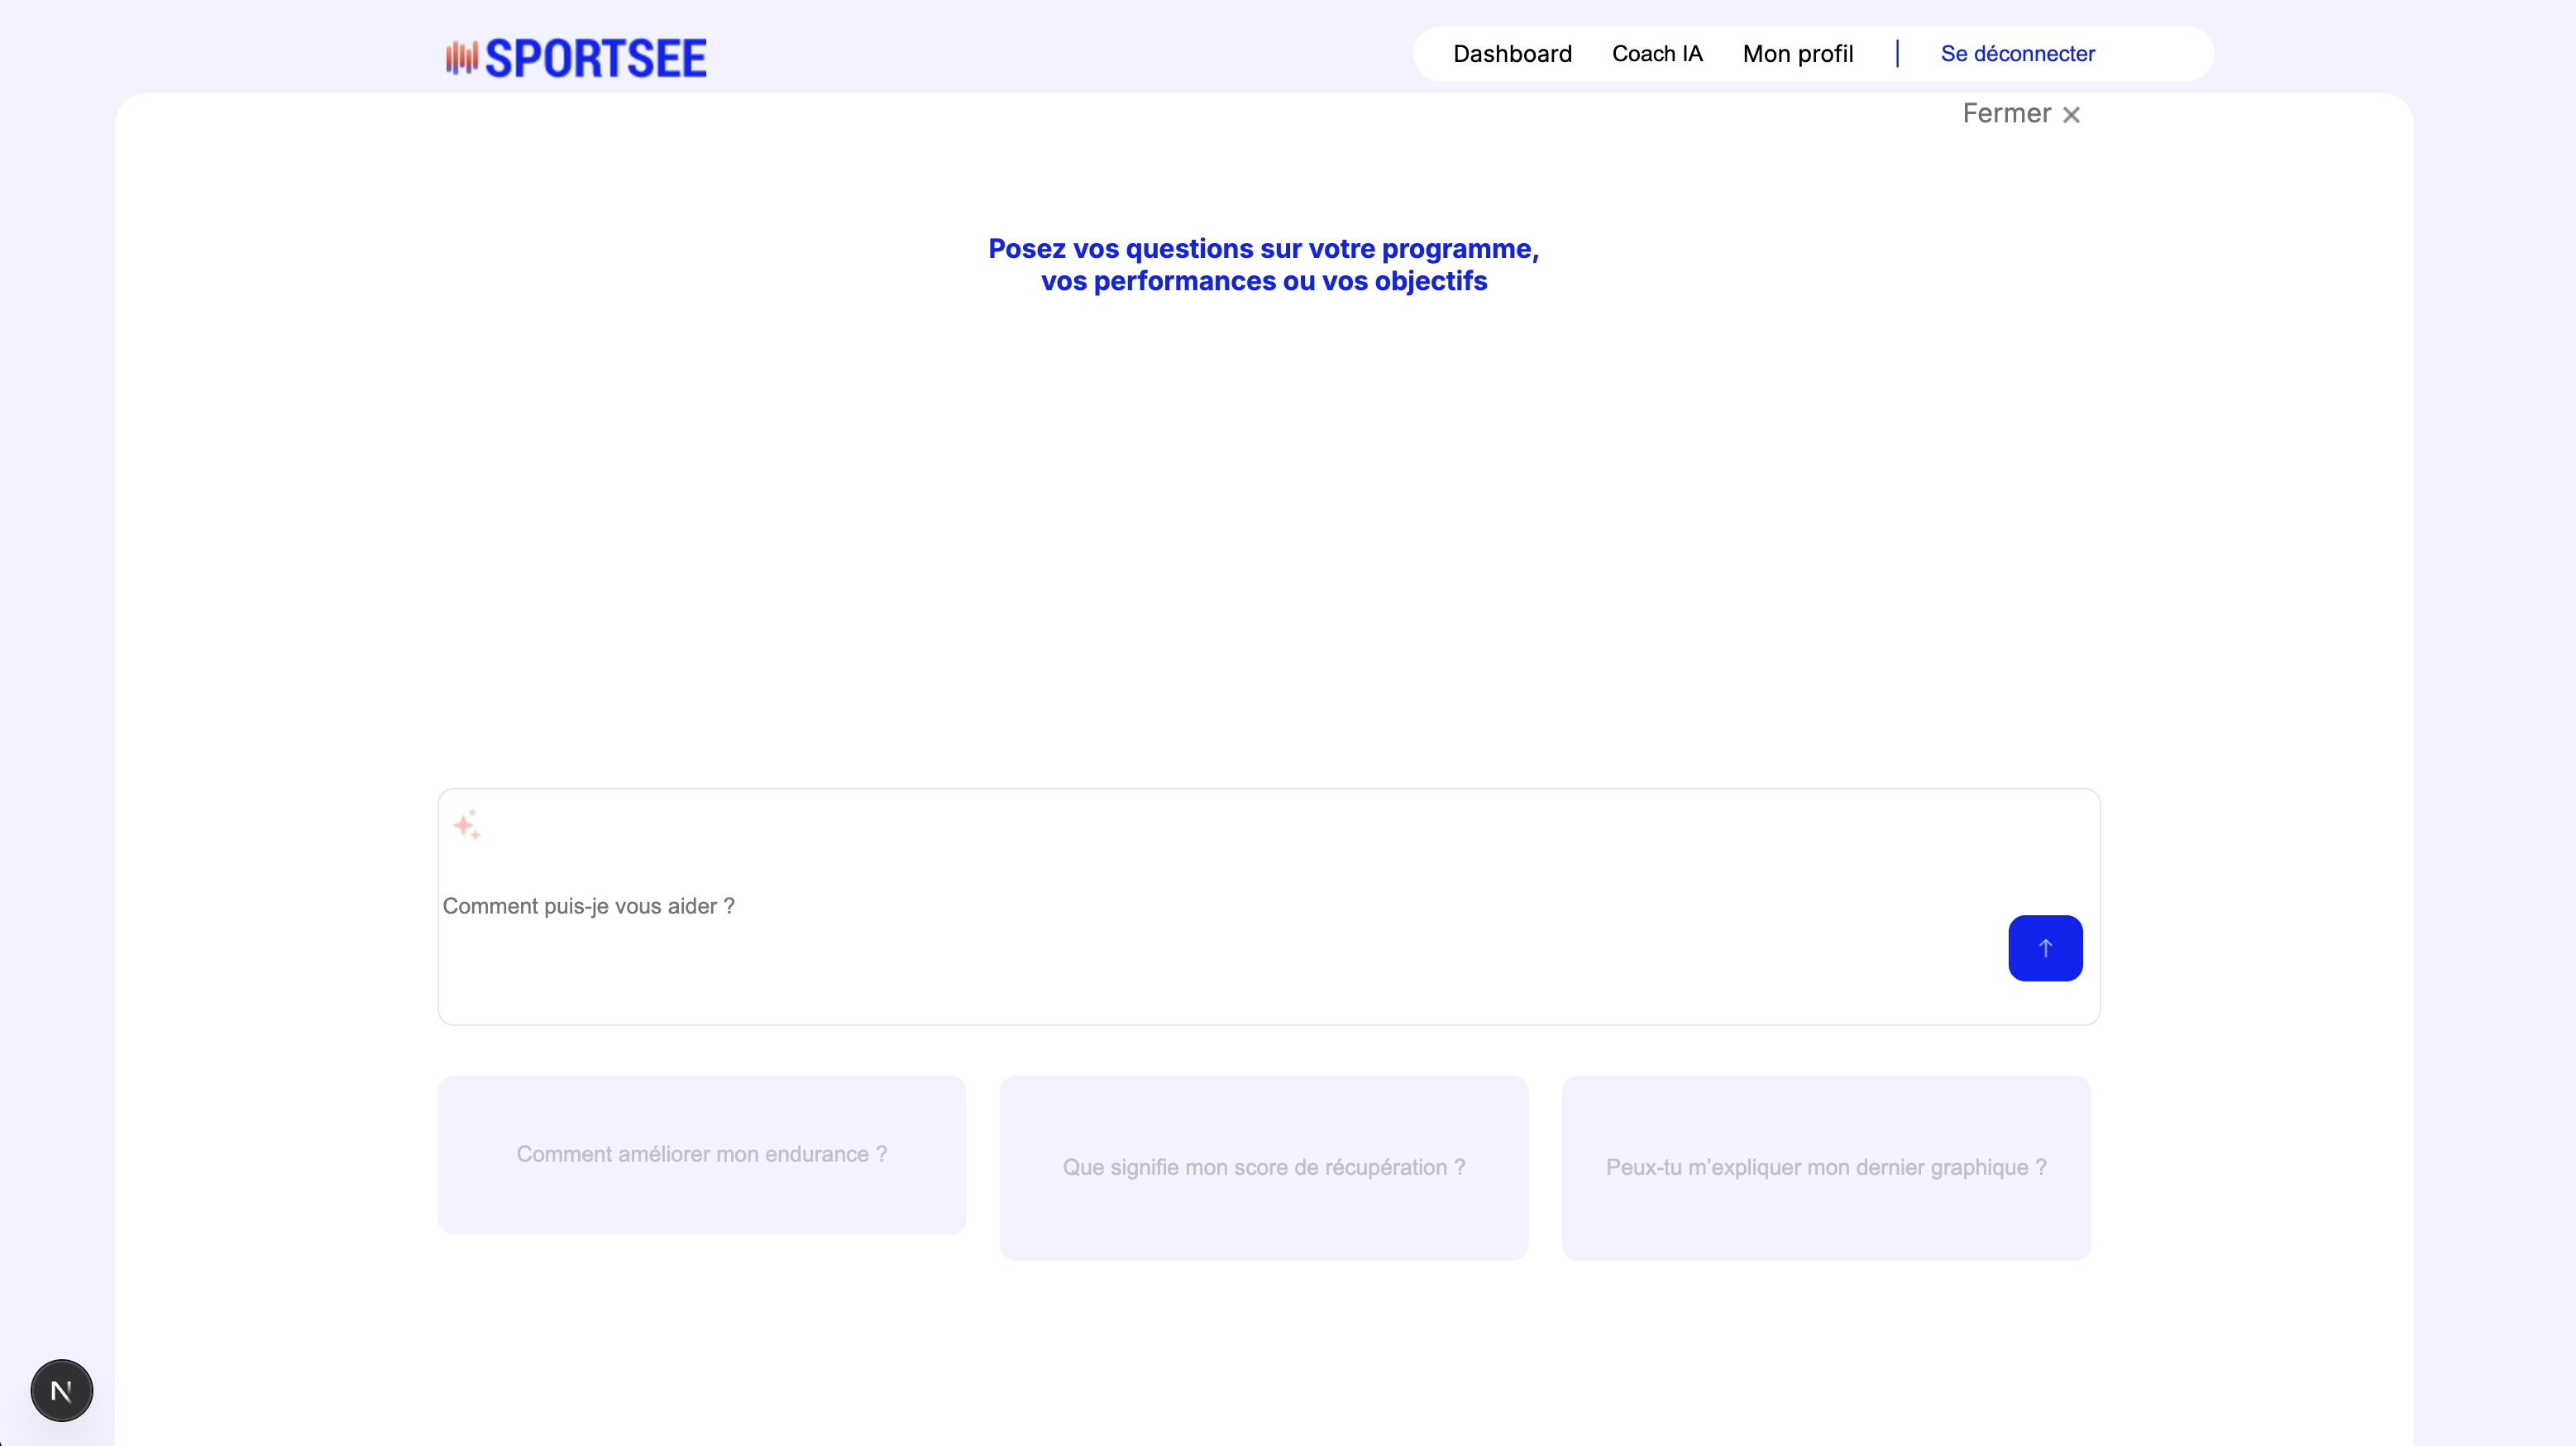 SPORTSEE
Dashboard Coach IA Mon profil | Se déconnecter
Fermer ×
Posez vos questions sur votre programme,
vos performances ou vos objectifs
Comment puis-je vous aider ?
↑
Comment améliorer mon endurance ?
Que signifie mon score de récupération ?
Peux-tu m’expliquer mon dernier graphique ?
N